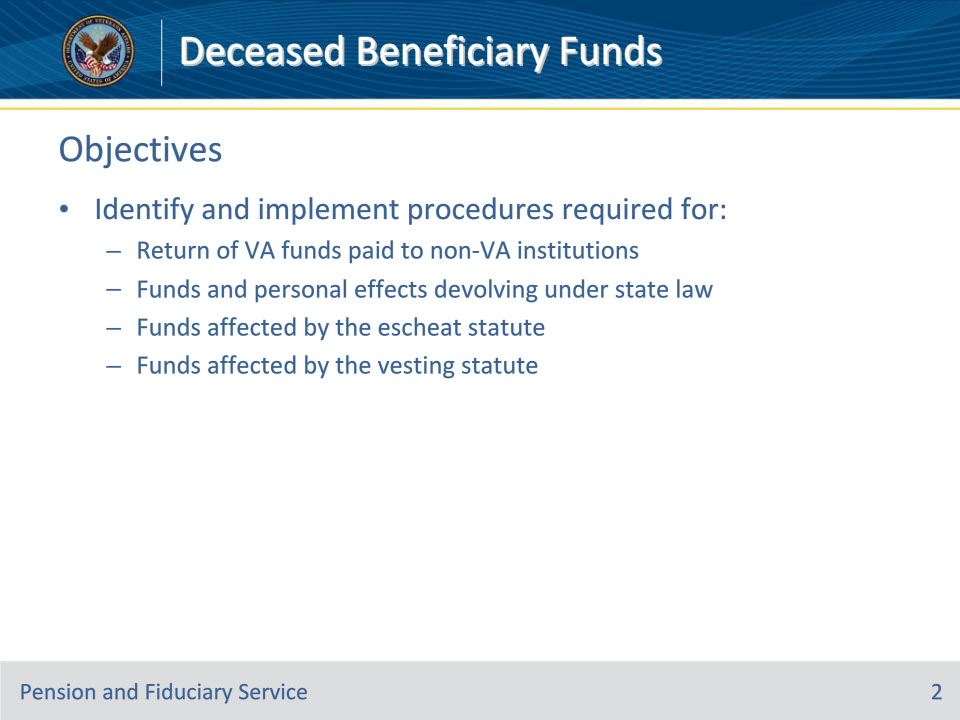 Deceased Beneficiary Funds
DEPARTMENT OF VETERANS AFFAIRS
UNITED STATES OF AMERICA
Objectives
• Identify and implement procedures required for:
– Return of VA funds paid to non-VA institutions
– Funds and personal effects devolving under state law
– Funds affected by the escheat statute
– Funds affected by the vesting statute
Pension and Fiduciary Service
2